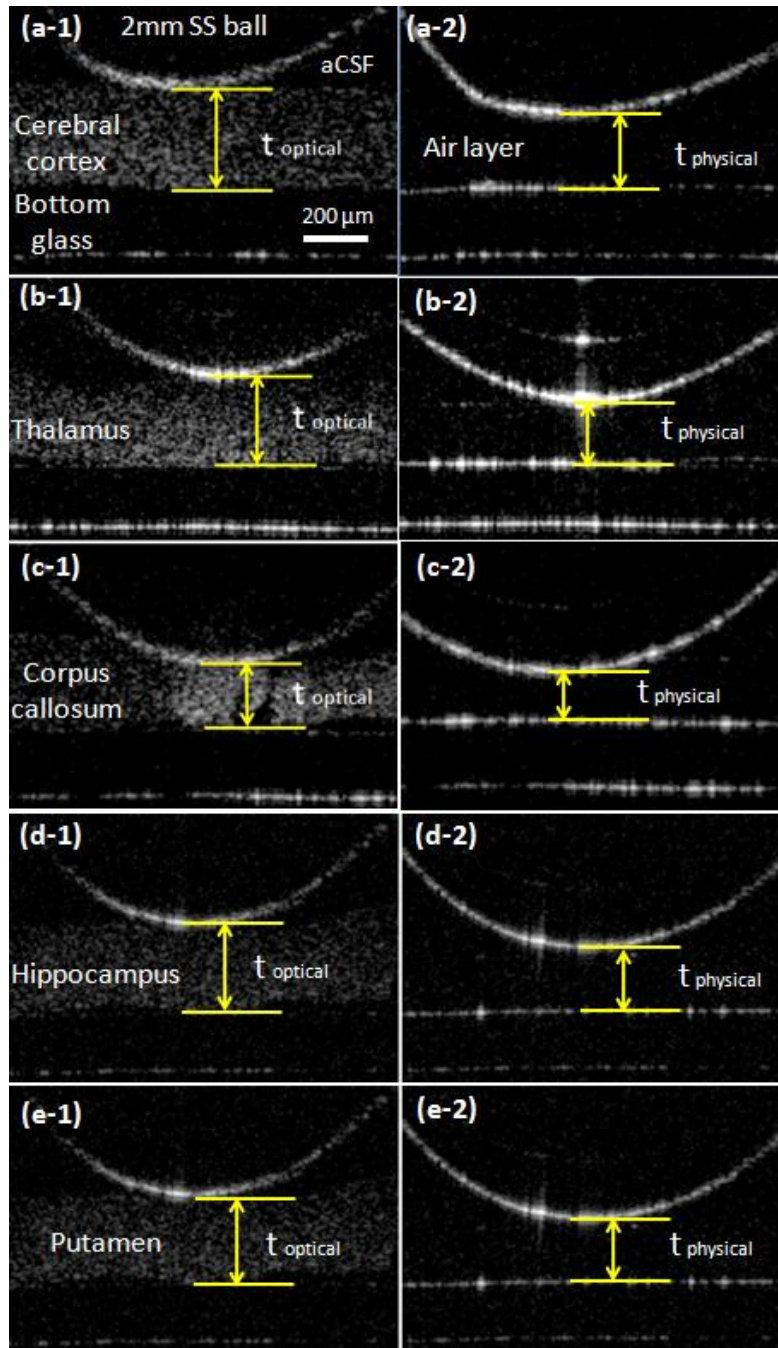 (a-1)
2mm SS ball
aCSF
Cerebral
cortex
t optical
Bottom
glass
200 μm
(a-2)
Air layer
t physical
(b-1)
Thalamus
t optical
(b-2)
t physical
(c-1)
Corpus
callosum
t optical
(c-2)
t physical
(d-1)
Hippocampus
t optical
(d-2)
t physical
(e-1)
Putamen
t optical
(e-2)
t physical